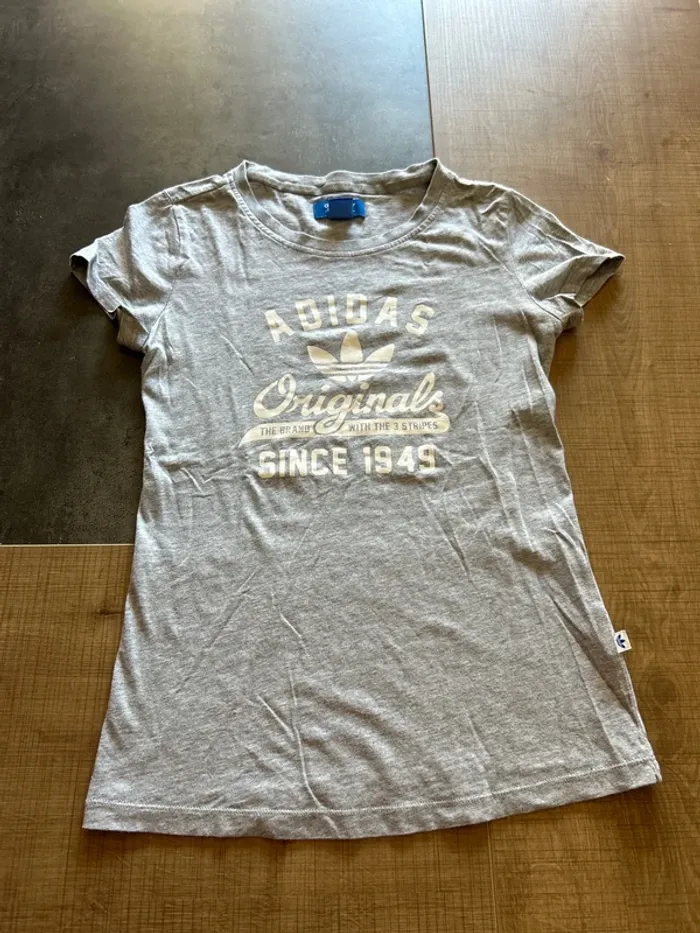 ADIDAS
Originals
THE BRAND WITH THE 3 STRIPES
SINCE 1949